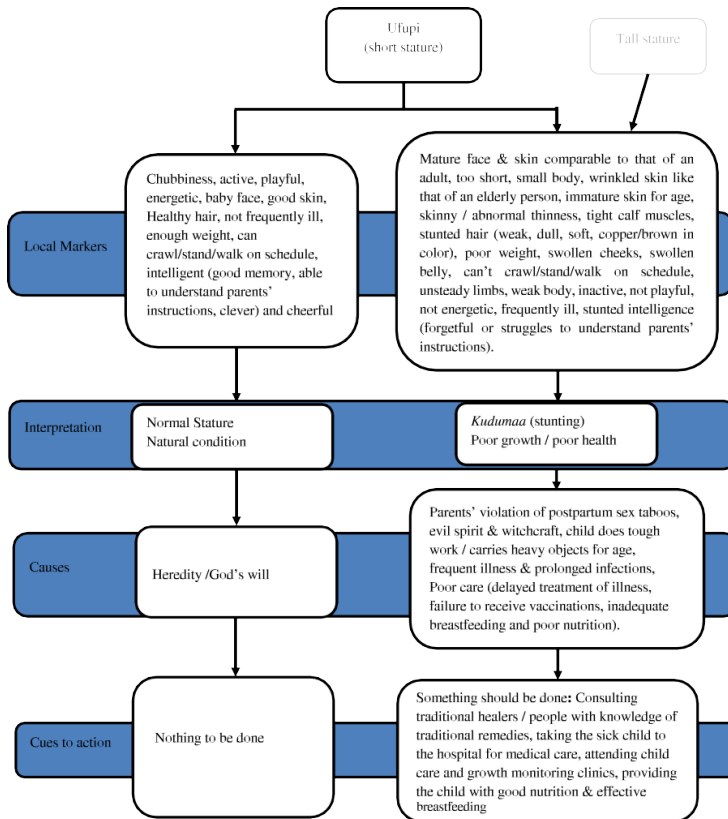 Ufupi
(short stature)
Tall stature
Local Markers
Chubbiness, active, playful,
energetic, baby face, good skin,
Healthy hair, not frequently ill,
enough weight, can
crawl/stand/walk on schedule,
intelligent (good memory, able
to understand parents'
instructions, clever) and cheerful
Mature face & skin comparable to that of an
adult, too short, small body, wrinkled skin like
that of an elderly person, immature skin for age,
skinny / abnormal thinness, tight calf muscles,
stunted hair (weak, dull, soft, copper/brown in
color), poor weight, swollen cheeks, swollen
belly, can't crawl/stand/walk on schedule,
unsteady limbs, weak body, inactive, not playful,
not energetic, frequently ill, stunted intelligence
(forgetful or struggles to understand parents'
instructions).
Interpretation
Normal Stature
Natural condition
Kudumaa (stunting)
Poor growth / poor health
Causes
Heredity /God's will
Parents' violation of postpartum sex taboos,
evil spirit & witchcraft, child does tough
work / carries heavy objects for age,
frequent illness & prolonged infections,
Poor care (delayed treatment of illness,
failure to receive vaccinations, inadequate
breastfeeding and poor nutrition).
Cues to action
Nothing to be done
Something should be done: Consulting
traditional healers / people with knowledge of
traditional remedies, taking the sick child to
the hospital for medical care, attending child
care and growth monitoring clinics, providing
the child with good nutrition & effective
breastfeeding